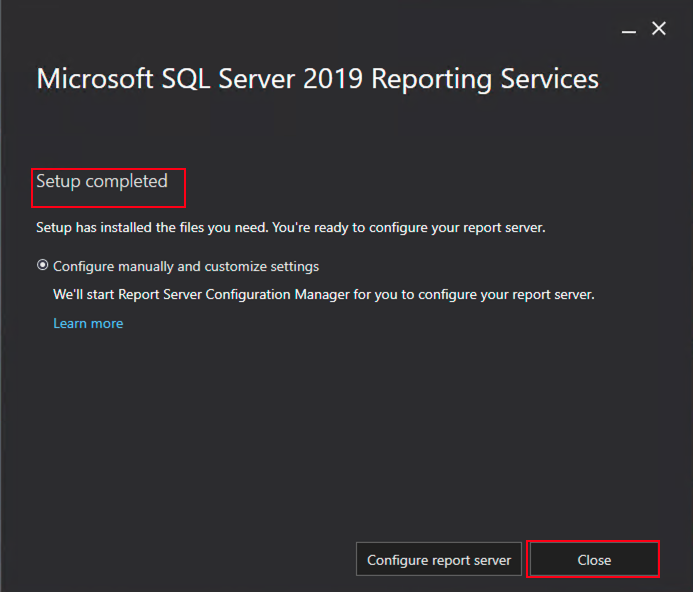 Microsoft SQL Server 2019 Reporting Services
Setup completed
Setup has installed the files you need. You're ready to configure your report server.
Configure manually and customize settings
We'll start Report Server Configuration Manager for you to configure your report server.
Learn more
Configure report server
Close